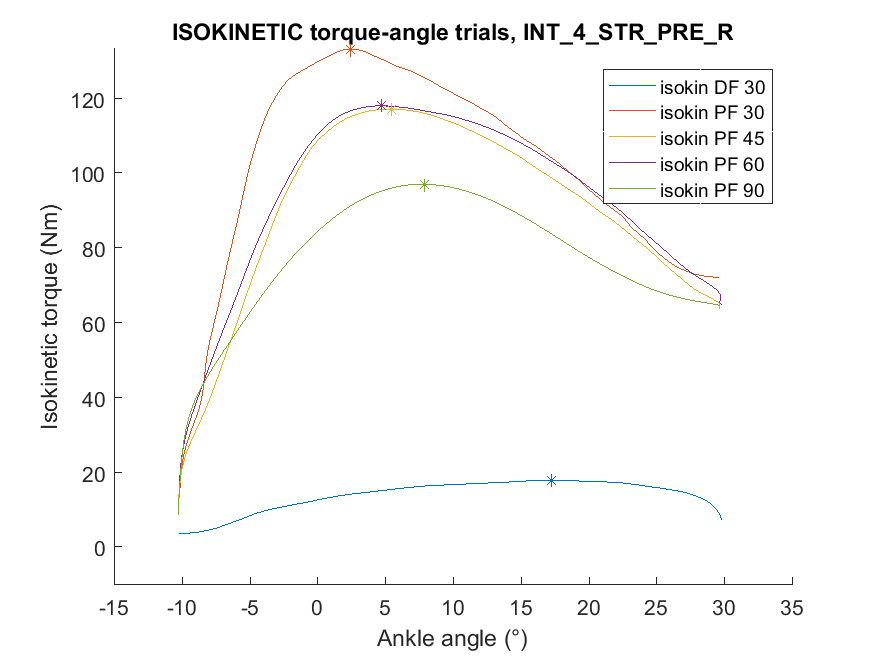 ISOKINETIC torque-angle trials, INT_4_STR_PRE_R
isokin DF 30
isokin PF 30
isokin PF 45
isokin PF 60
isokin PF 90
120
100
80
60
40
20
0
Isokinetic torque (Nm)
-15 -10 -5 0 5 10 15 20 25 30 35
Ankle angle (°)